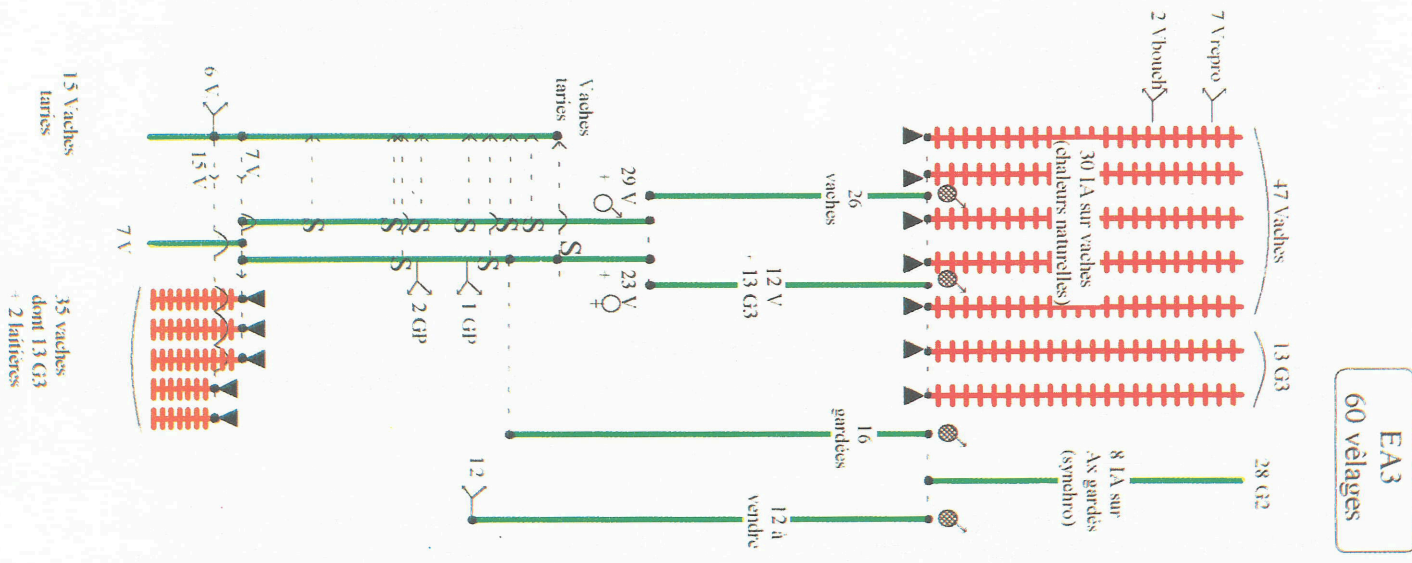 EA3
60 vêlages
47 Vaches
13 G3
28 G2
7 Vrepro
2 Vbouch
30 IA sur vaches
(chaleurs naturelles)
8 IA sur
Ax gardés
(synchro)
26
vaches
12 V
+ 13 G3
16
gardées
12 à
vendre
29 V
+ ♂
23 V
♀
Vaches
taries
S
S
S
S
S
S
S
S
S
1 GP
2 GP
12
6 V
15 V
7 V
7 V
15 Vaches
taries
35 vaches
dont 13 G3
+ 2 laitières